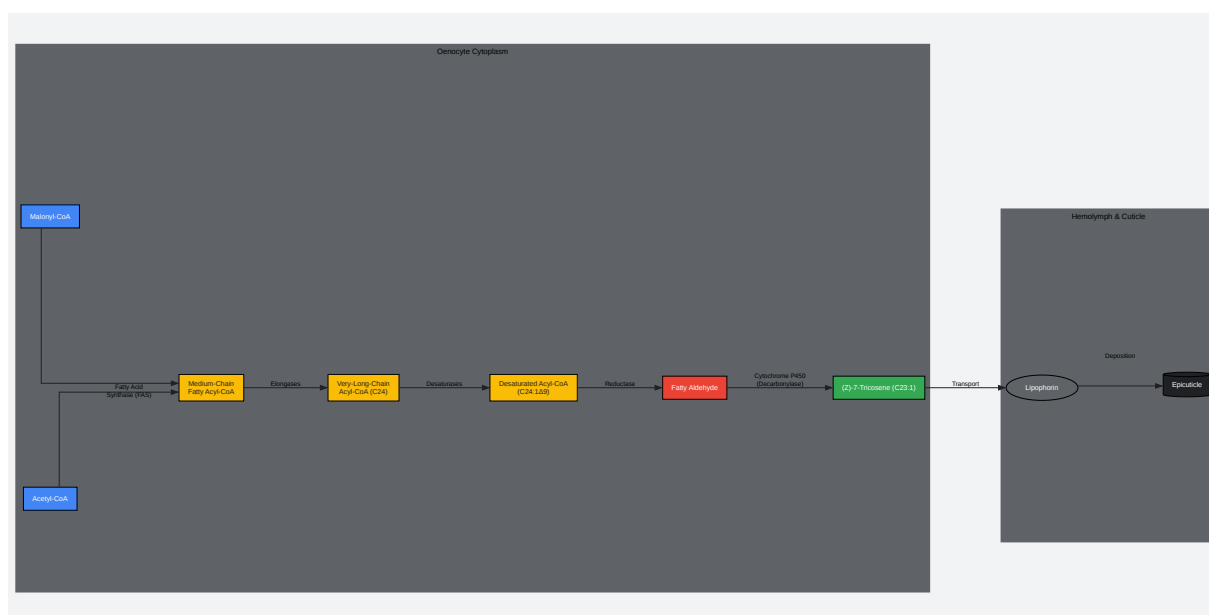 Oenocyte Cytoplasm
Malonyl-CoA
Acetyl-CoA
Fatty Acid
Synthase (FAS)
Medium-Chain
Fatty Acyl-CoA
Elongases
Very-Long-Chain
Acyl-CoA (C24)
Desaturases
Desaturated Acyl-CoA
(C24:1Δ9)
Reductase
Fatty Aldehyde
Cytochrome P450
(Decarbonylase)
(Z)-7-Tricosene (C23:1)
Transport
Hemolymph & Cuticle
Lipophorin
Deposition
Epicuticle